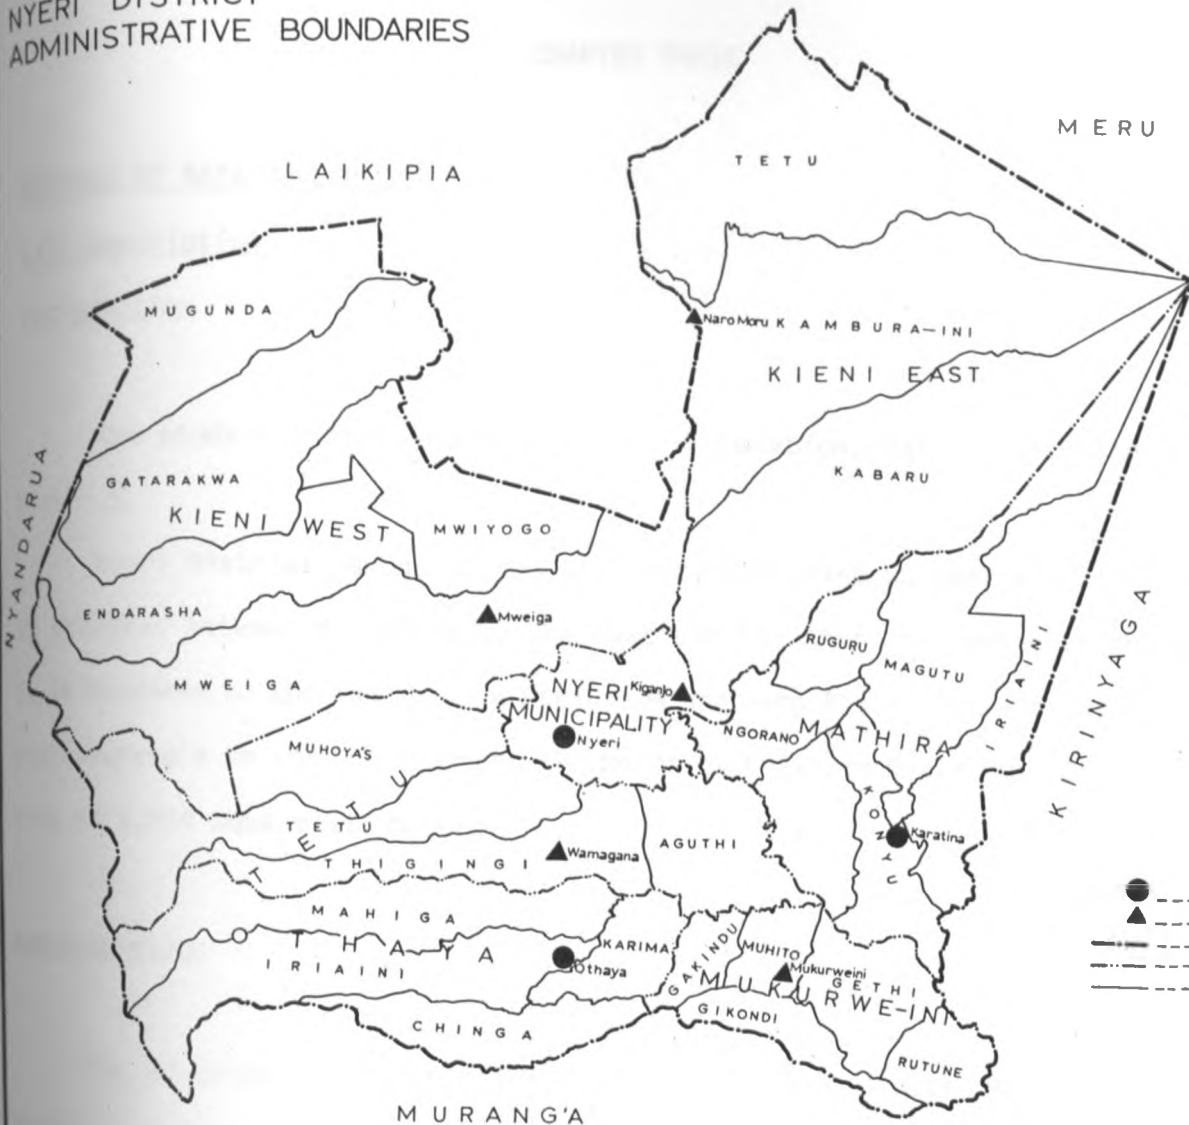 NYERI DISTRICT
ADMINISTRATIVE BOUNDARIES
MERU
LAIKIPIA
TETU
MUGUNDA
Naro Moru
KAMBURA-INI
KIENI EAST
NYANDARUA
GATARAKWA
KABARU
KIENI WEST
MWIYOGO
ENDARASHA
Mweiga
KIRINYAGA
RUGURU
MAGUTU
IRIAINI
MWEIGA
NYERI
Kiganjo
MUNICIPALITY
NGORANO
MATHIRA
MUHOYA'S
Nyeri
TETU
TETU
KONYU
Karatina
THIGINGI
Wamagana
AGUTHI
MAHIGA
OTHAYA
KARIMA
GAKINDU
MUHITO
IRIAINI
Othaya
Mukurweini
GETHI
MUKURWE-INI
CHINGA
GIKONDI
RUTUNE
MURANG'A